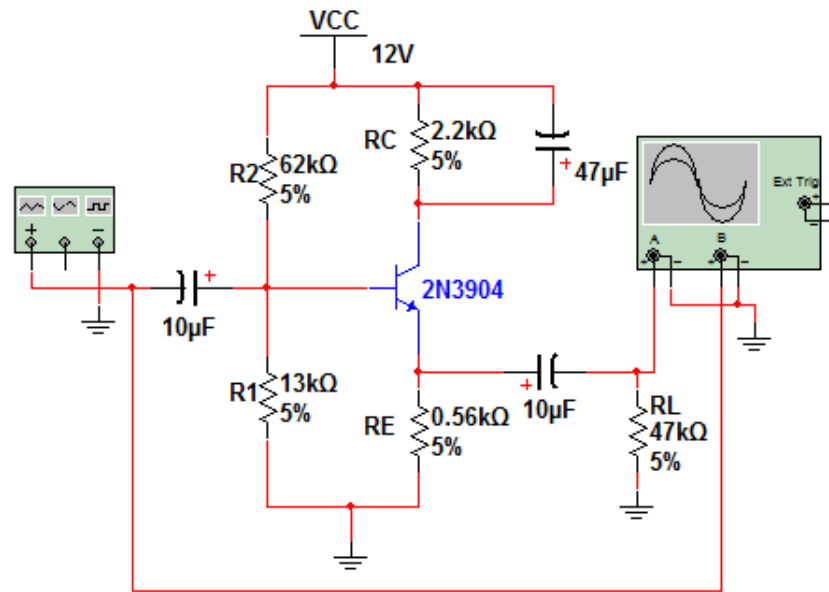 VCC
12V
R2
62kΩ
5%
RC
2.2kΩ
5%
+
47µF
Ext Trig
+
−
A
B
+
−
+
−
+
−
+
10µF
2N3904
R1
13kΩ
5%
RE
0.56kΩ
5%
+
10µF
RL
47kΩ
5%